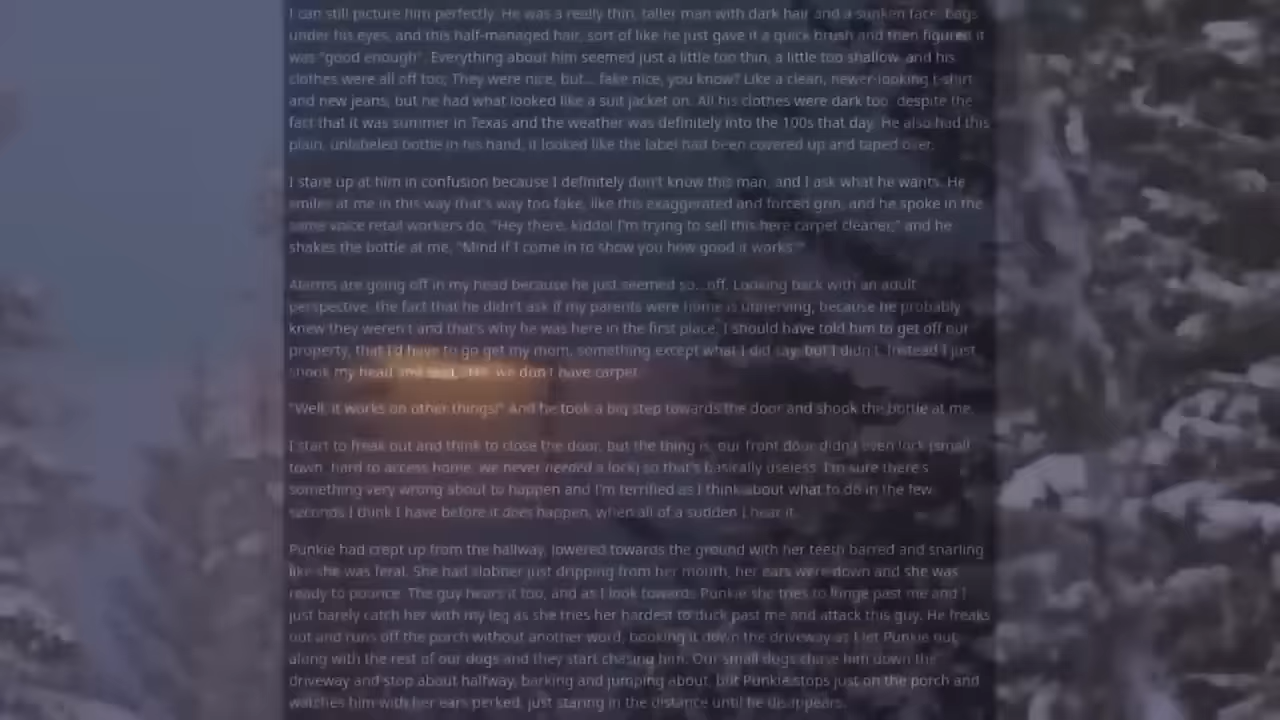 I can still picture him perfectly. He was a really thin, taller man with dark hair and a sunken face, bags
under his eyes, and this half-managed hair, sort of like he just gave it a quick brush and then figured it
was "good enough". Everything about him seemed just a little too thin, a little too shallow, and his
clothes were all off too; They were nice, but... fake nice, you know? Like a clean, newer-looking t-shirt
and new jeans, but he had what looked like a suit jacket on. All his clothes were dark too, despite the
fact that it was summer in Texas and the weather was definitely into the 100s that day. He also had this
plain, unlabeled bottle in his hand, it looked like the label had been covered up and taped over.
I stare up at him in confusion because I definitely don't know this man, and I ask what he wants. He
smiles at me in this way that's way too fake, like this exaggerated and forced grin, and he spoke in the
same voice retail workers do, "Hey there, kiddo! I'm trying to sell this here carpet cleaner," and he
shakes the bottle at me, "Mind if I come in to show you how good it works?"
Alarms are going off in my head because he just seemed so...off. Looking back with an adult
perspective, the fact that he didn't ask if my parents were home is unnerving, because he probably
knew they weren't and that's why he was here in the first place. I should have told him to get off our
property, that I'd have to go get my mom, something except what I did say, but I didn't. Instead I just
shook my head and said, we don't have carpet.
"Well, it works on other things!" And he took a big step towards the door and shook the bottle at me.
I start to freak out and think to close the door, but the thing is, our front door didn't even lock (small
town, hard to access home, we never needed a lock) so that's basically useless. I'm sure there's
something very wrong about to happen and I'm terrified as I think about what to do in the few
seconds I think I have before it does happen, when all of a sudden I hear it.
Punkie had crept up from the hallway, lowered towards the ground with her teeth barred and snarling
like she was feral. She had slobber just dripping from her mouth, her ears were down and she was
ready to pounce. The guy hears it too, and as I look towards Punkie she tries to lunge past me and I
just barely catch her with my leg as she tries her hardest to duck past me and attack this guy. He freaks
out and runs off the porch without another word, booking it down the driveway as I let Punkie out,
along with the rest of our dogs and they start chasing him. Our small dogs chase him down the
driveway and stop about halfway, barking and jumping about, but Punkie stops just on the porch and
watches him with her ears perked, just staring in the distance until he disappears.